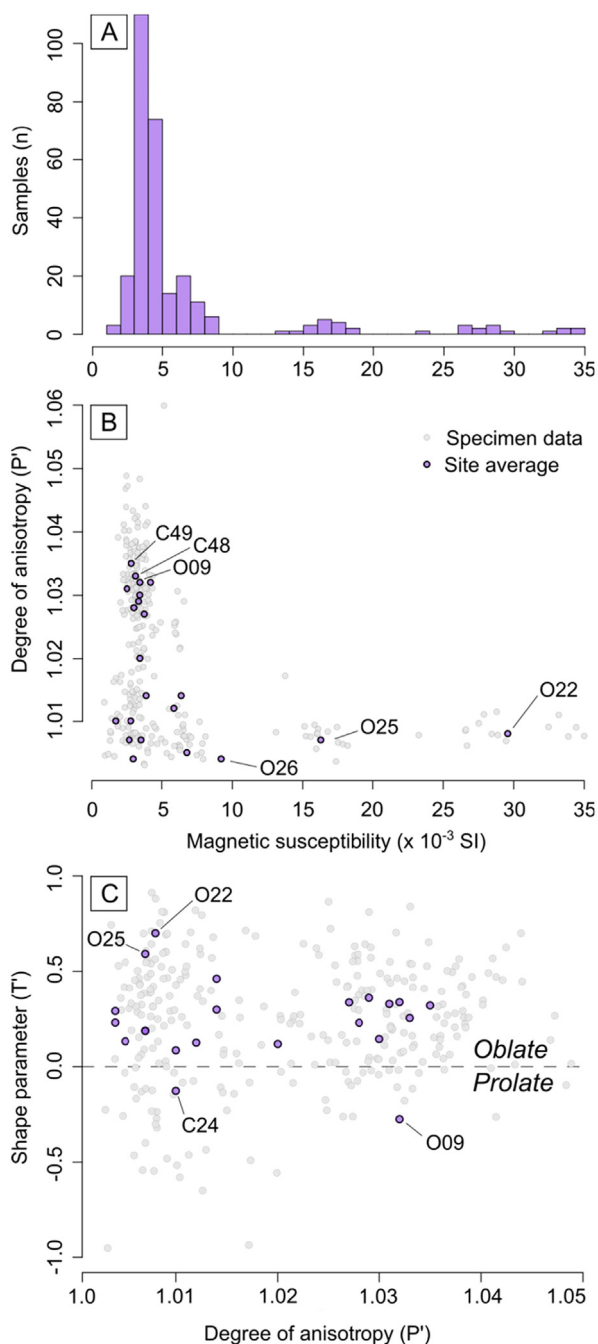 A
100
80
60
40
20
0
Samples (n)
0 5 10 15 20 25 30 35
B
1.06
1.05
1.04
1.03
1.02
1.01
Degree of anisotropy (P')
Specimen data
Site average
C49
C48
O09
O22
O25
O26
0 5 10 15 20 25 30 35
Magnetic susceptibility (x 10⁻³ SI)
C
1.0
0.5
0.0
-0.5
-1.0
Shape parameter (T')
O22
O25
Oblate
Prolate
C24
O09
1.0 1.01 1.02 1.03 1.04 1.05
Degree of anisotropy (P')